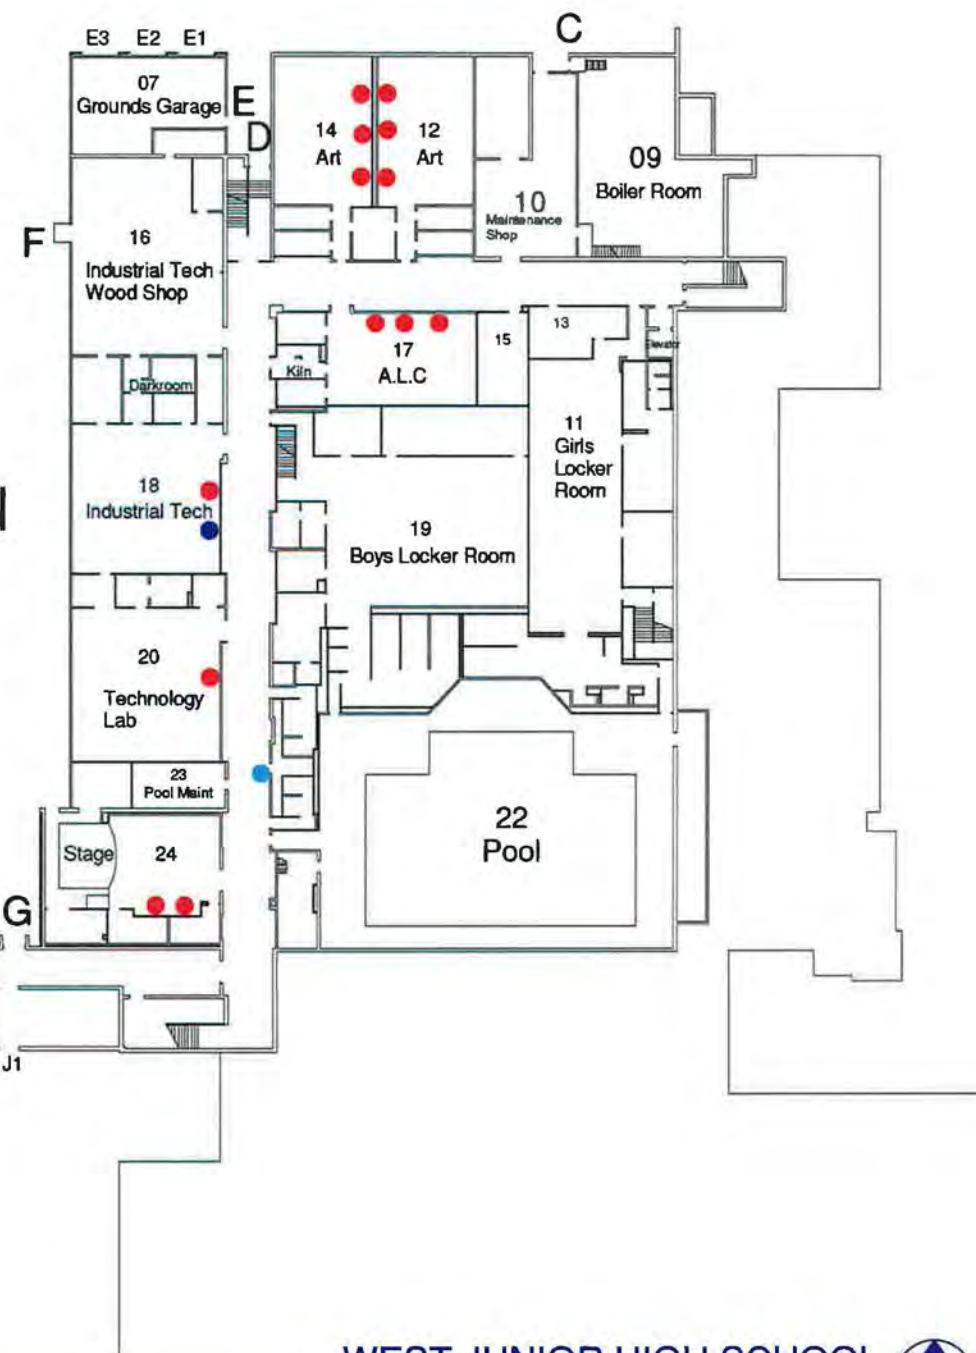 C
E3 E2 E1
07
Grounds Garage
E
D
14
Art
12
Art
09
Boiler Room
10
Maintenance
Shop
F
16
Industrial Tech
Wood Shop
13
15
Elevator
17
A.L.C
Kiln
Darkroom
11
Girls
Locker
Room
18
Industrial Tech
19
Boys Locker Room
20
Technology
Lab
23
Pool Maint
22
Pool
Stage
24
G
J1
WEST JUNIOR HIGH SCHOOL